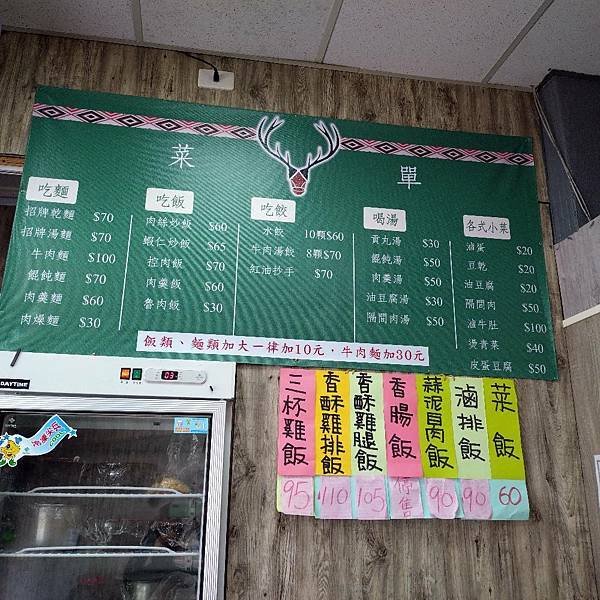 菜單
吃麵
招牌乾麵 $70
招牌湯麵 $70
牛肉麵 $100
餛飩麵 $70
肉羹麵 $60
肉燥麵 $30
吃飯
肉絲炒飯 $60
蝦仁炒飯 $65
控肉飯 $70
肉羹飯 $60
魯肉飯 $30
吃餃
水餃 10顆$60
牛肉湯餃 8顆$70
紅油抄手 $70
喝湯
貢丸湯 $30
餛飩湯 $50
肉羹湯 $50
油豆腐湯 $30
隔間肉湯 $50
各式小菜
滷蛋 $20
豆乾 $20
油豆腐 $20
隔間肉 $50
滷牛肚 $100
燙青菜 $40
皮蛋豆腐 $50
飯類、麵類加大一律加10元,牛肉麵加30元
三杯雞飯 95
香酥雞排飯 110
香酥雞腿飯 105
香腸飯 停售
蒜泥白肉飯 90
滷排飯 90
菜飯 60
DAYTIME
03